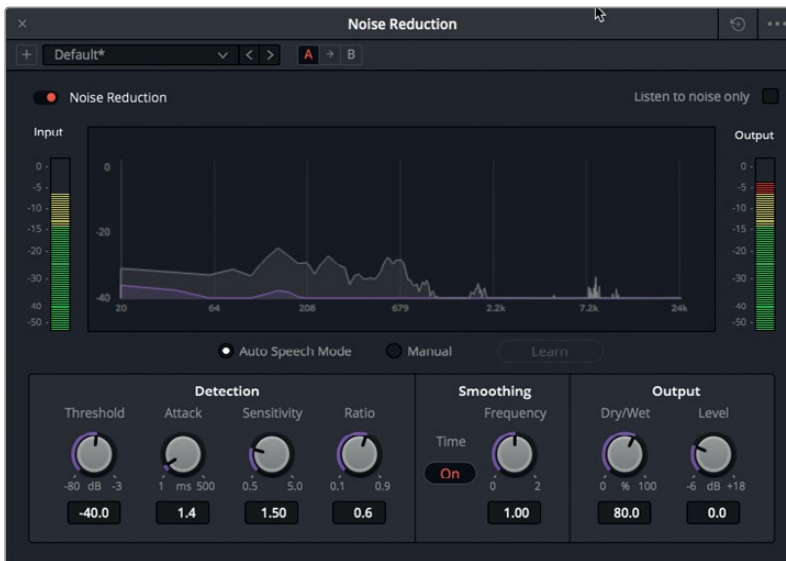 Noise Reduction
Default*
A B
Noise Reduction
Listen to noise only
Input
Output
0 0 0
-5 -5
-10 -10
-15 -15
-20 -20 -20
-30 -30
40 -40 40
-50 -50
20 64 208 679 2.2k 7.2k 24k
Auto Speech Mode Manual Learn
Detection Smoothing Output
Threshold Attack Sensitivity Ratio Frequency Dry/Wet Level
Time
On
-80 dB -3 1 ms 500 0.5 5.0 0.1 0.9 0 2 0 % 100 -6 dB +18
-40.0 1.4 1.50 0.6 1.00 80.0 0.0